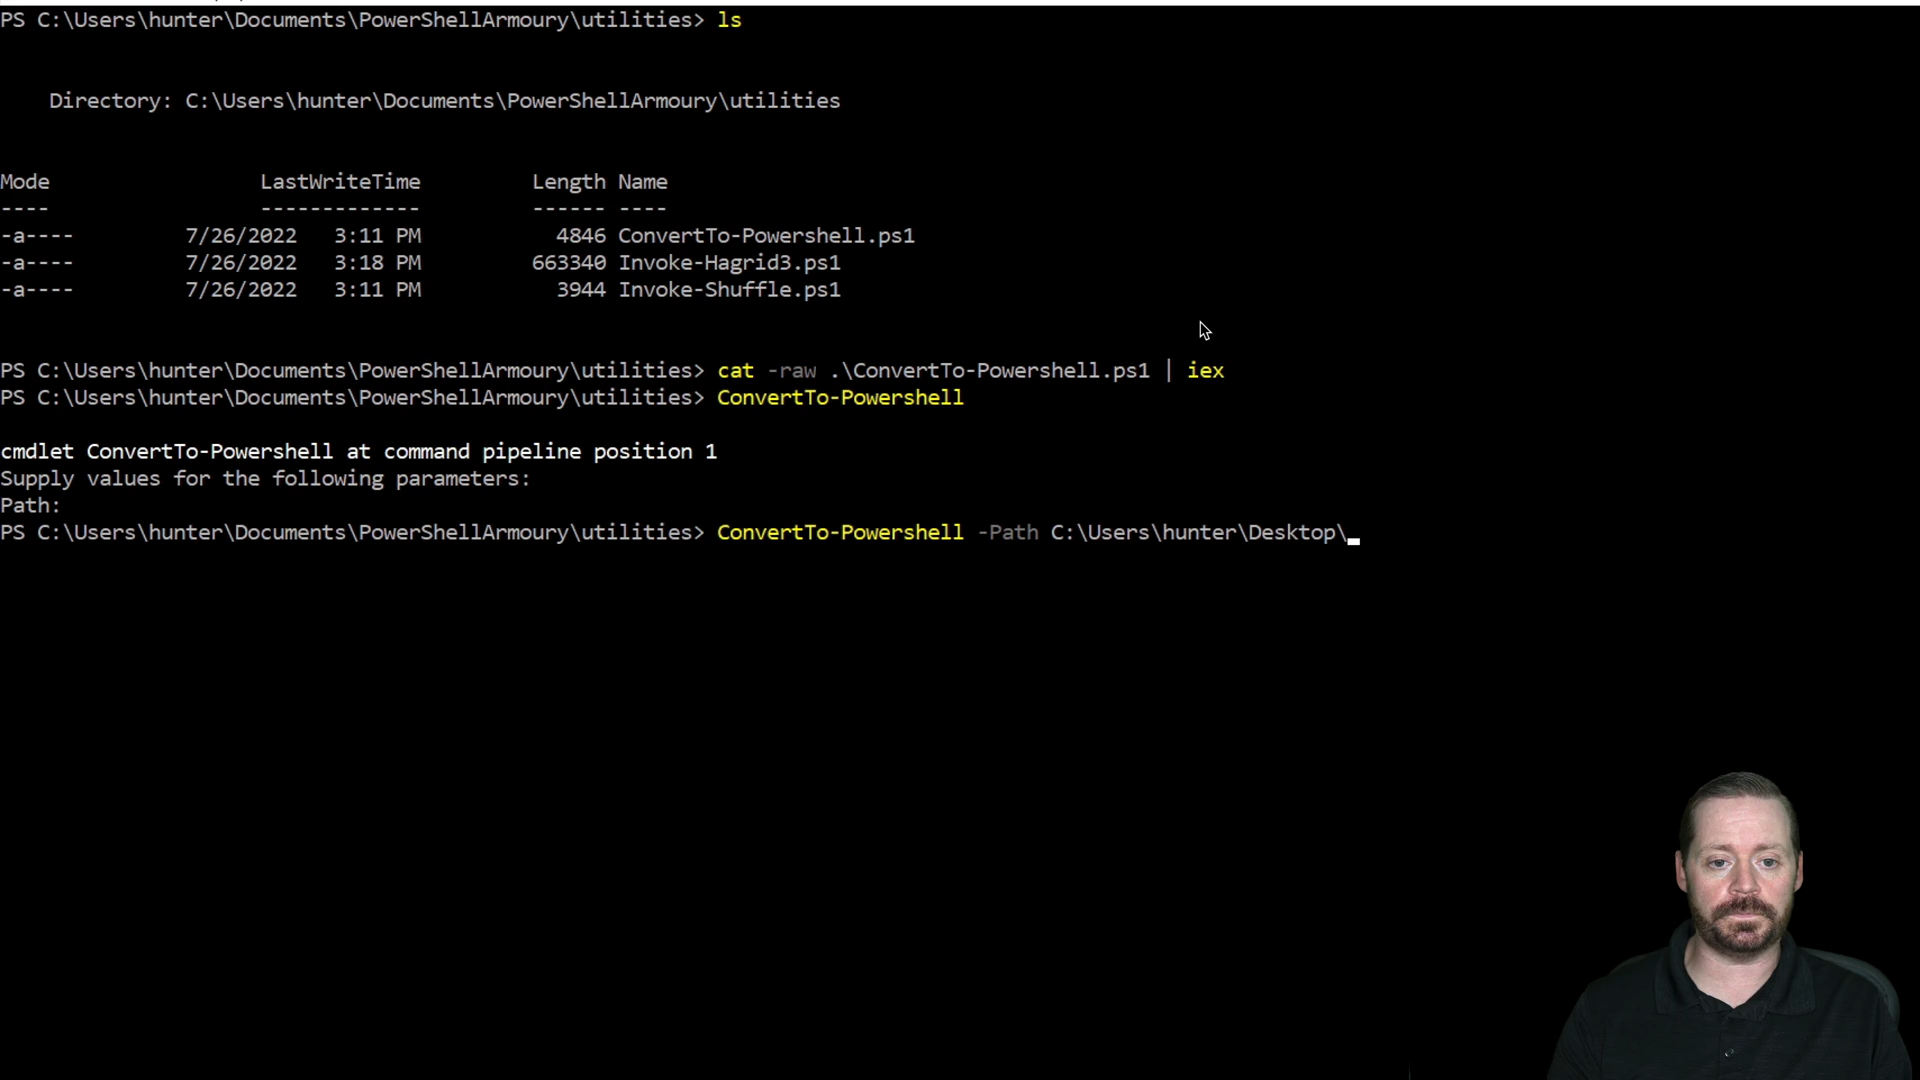 PS C:\Users\hunter\Documents\PowerShellArmoury\utilities> ls
Directory: C:\Users\hunter\Documents\PowerShellArmoury\utilities
Mode LastWriteTime Length Name
---- ------------- ------ ----
-a---- 7/26/2022 3:11 PM 4846 ConvertTo-Powershell.ps1
-a---- 7/26/2022 3:18 PM 663340 Invoke-Hagrid3.ps1
-a---- 7/26/2022 3:11 PM 3944 Invoke-Shuffle.ps1
PS C:\Users\hunter\Documents\PowerShellArmoury\utilities> cat -raw .\ConvertTo-Powershell.ps1 | iex
PS C:\Users\hunter\Documents\PowerShellArmoury\utilities> ConvertTo-Powershell
cmdlet ConvertTo-Powershell at command pipeline position 1
Supply values for the following parameters:
Path:
PS C:\Users\hunter\Documents\PowerShellArmoury\utilities> ConvertTo-Powershell -Path C:\Users\hunter\Desktop\